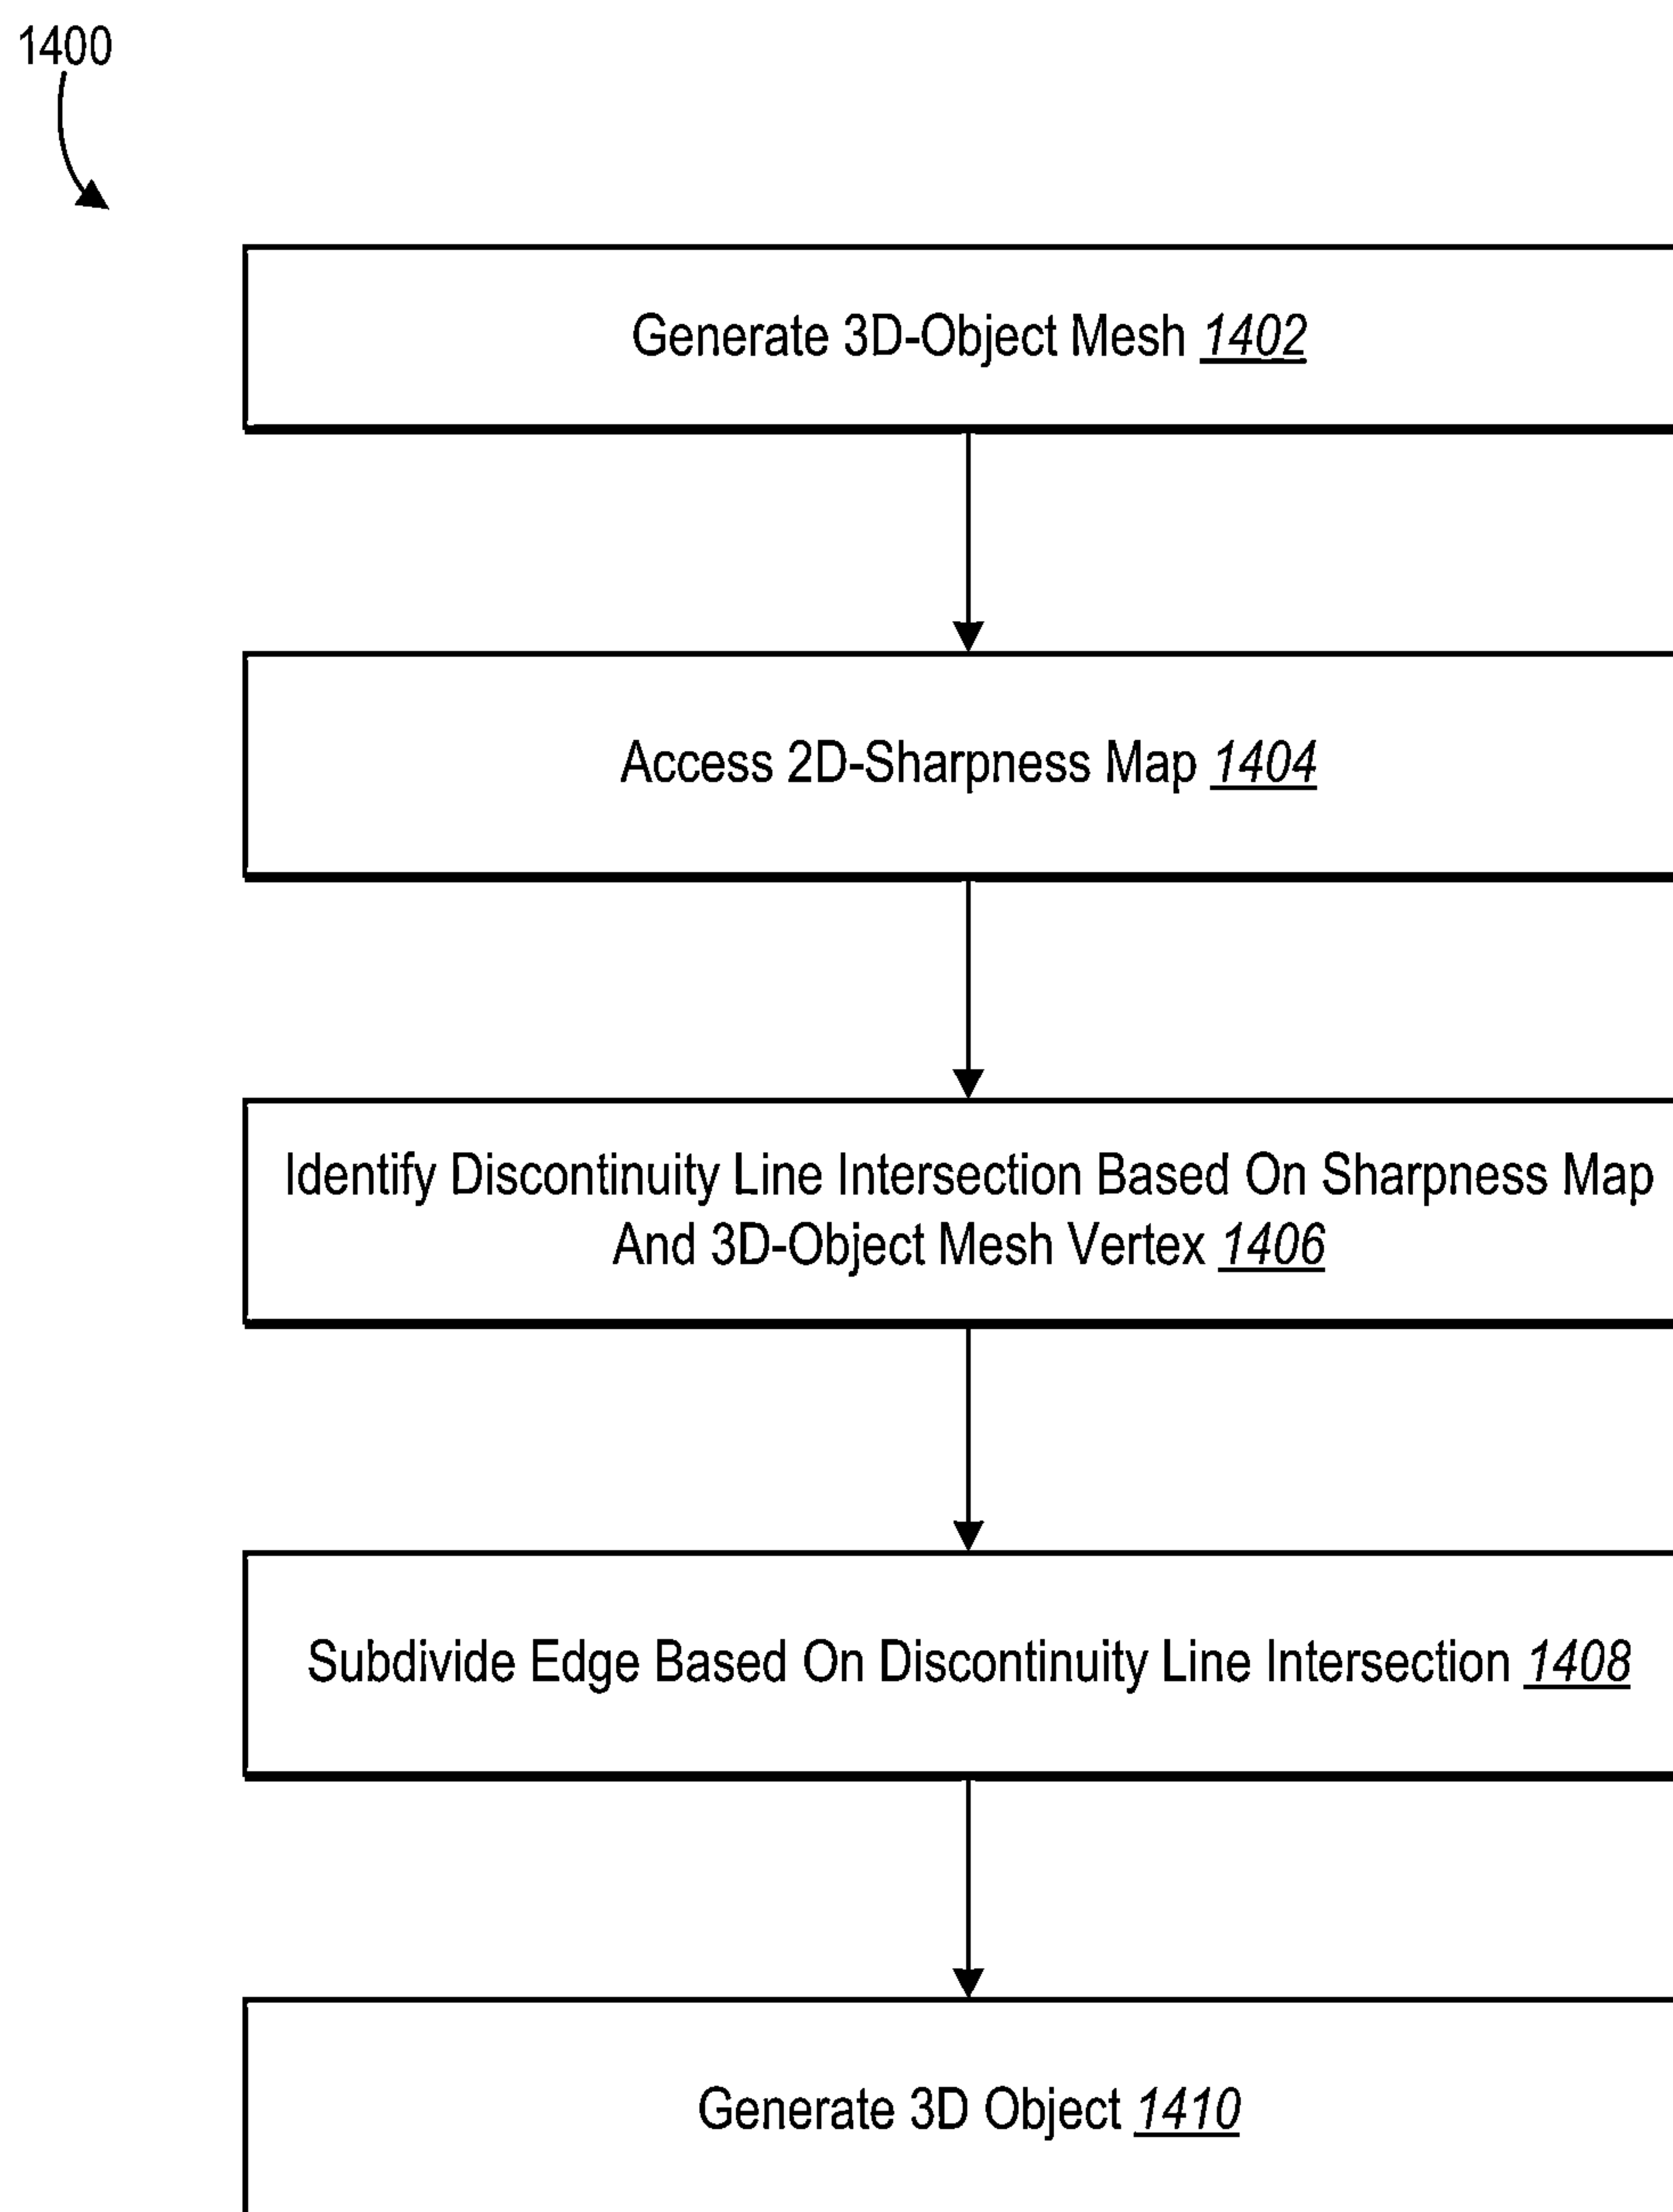 1400
Generate 3D-Object Mesh 1402
Access 2D-Sharpness Map 1404
Identify Discontinuity Line Intersection Based On Sharpness Map
And 3D-Object Mesh Vertex 1406
Subdivide Edge Based On Discontinuity Line Intersection 1408
Generate 3D Object 1410